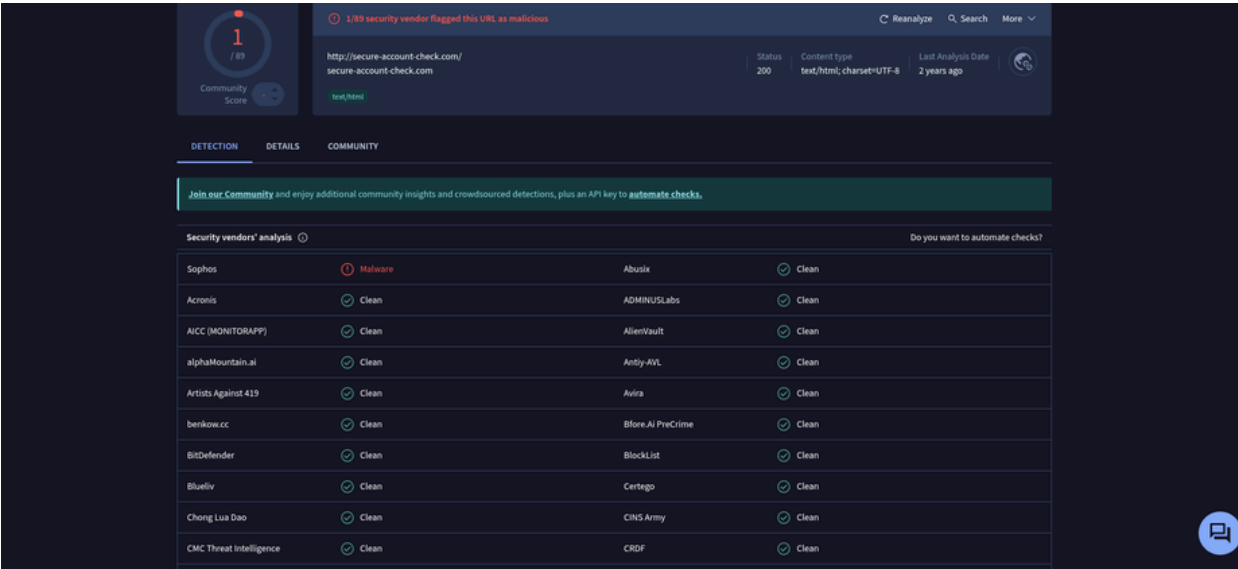 1
/ 89
Community
Score
-
1/89 security vendor flagged this URL as malicious
Reanalyze Search More
http://secure-account-check.com/
secure-account-check.com
text/html
Status
200
Content type
text/html; charset=UTF-8
Last Analysis Date
2 years ago
DETECTION DETAILS COMMUNITY
Join our Community and enjoy additional community insights and crowdsourced detections, plus an API key to automate checks.
Security vendors' analysis Do you want to automate checks?
Sophos Malware Abusix Clean
Acronis Clean ADMINUSLabs Clean
AICC (MONITORAPP) Clean AlienVault Clean
alphaMountain.ai Clean Antiy-AVL Clean
Artists Against 419 Clean Avira Clean
benkow.cc Clean Bfore.Ai PreCrime Clean
BitDefender Clean BlockList Clean
Blueliv Clean Certego Clean
Chong Lua Dao Clean CINS Army Clean
CMC Threat Intelligence Clean CRDF Clean